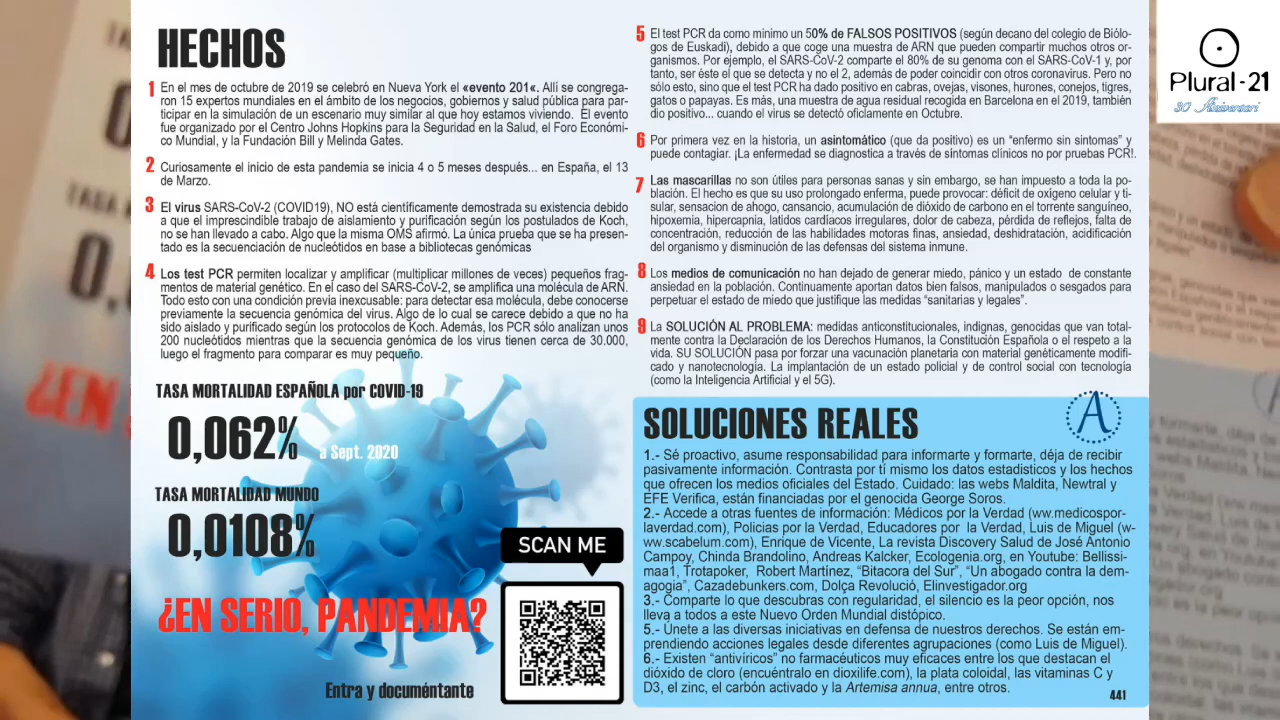 HECHOS
1 En el mes de octubre de 2019 se celebró en Nueva York el «evento 201«. Allí se congrega-
ron 15 expertos mundiales en el ámbito de los negocios, gobiernos y salud pública para par-
ticipar en la simulación de un escenario muy similar al que hoy estamos viviendo. El evento
fue organizado por el Centro Johns Hopkins para la Seguridad en la Salud, el Foro Económi-
co Mundial, y la Fundación Bill y Melinda Gates.
2 Curiosamente el inicio de esta pandemia se inicia 4 o 5 meses después... en España, el 13
de Marzo.
3 El virus SARS-CoV-2 (COVID19), NO está científicamente demostrada su existencia debido
a que el imprescindible trabajo de aislamiento y purificación según los postulados de Koch,
no se han llevado a cabo. Algo que la misma OMS afirmó. La única prueba que se ha presen-
tado es la secuenciación de nucleótidos en base a bibliotecas genómicas
4 Los test PCR permiten localizar y amplificar (multiplicar millones de veces) pequeños frag-
mentos de material genético. En el caso del SARS-CoV-2, se amplifica una molécula de ARN.
Todo esto con una condición previa inexcusable: para detectar esa molécula, debe conocerse
previamente la secuencia genómica del virus. Algo de lo cual se carece debido a que no ha
sido aislado y purificado según los protocolos de Koch. Además, los PCR sólo analizan unos
200 nucleótidos mientras que la secuencia genómica de los virus tienen cerca de 30.000,
luego el fragmento para comparar es muy pequeño.
TASA MORTALIDAD ESPAÑOLA por COVID-19
0,062% a Sept. 2020
TASA MORTALIDAD MUNDO
0,0108%
¿EN SERIO, PANDEMIA?
Entra y documéntante
SCAN ME
5 El test PCR da como mínimo un 50% de FALSOS POSITIVOS (según decano del colegio de Biólo-
gos de Euskadi), debido a que coge una muestra de ARN que pueden compartir muchos otros or-
ganismos. Por ejemplo, el SARS-CoV-2 comparte el 80% de su genoma con el SARS-CoV-1 y, por
tanto, ser éste el que se detecta y no el 2, además de poder coincidir con otros coronavirus. Pero no
sólo esto, sino que el test PCR ha dado positivo en cabras, ovejas, visones, hurones, conejos, tigres,
gatos o papayas. Es más, una muestra de agua residual recogida en Barcelona en el 2019, también
dio positivo... cuando el virus se detectó oficlamente en Octubre.
6 Por primera vez en la historia, un asintomático (que da positivo) es un “enfermo sin síntomas” y
puede contagiar. ¡La enfermedad se diagnostica a través de síntomas clínicos no por pruebas PCR!.
7 Las mascarillas no son útiles para personas sanas y sin embargo, se han impuesto a toda la po-
blación. El hecho es que su uso prolongado enferma, puede provocar: déficit de oxígeno celular y ti-
sular, sensacion de ahogo, cansancio, acumulación de dióxido de carbono en el torrente sanguíneo,
hipoxemia, hipercapnia, latidos cardíacos irregulares, dolor de cabeza, pérdida de reflejos, falta de
concentración, reducción de las habilidades motoras finas, ansiedad, deshidratación, acidificación
del organismo y disminución de las defensas del sistema inmune.
8 Los medios de comunicación no han dejado de generar miedo, pánico y un estado de constante
ansiedad en la población. Continuamente aportan datos bien falsos, manipulados o sesgados para
perpetuar el estado de miedo que justifique las medidas “sanitarias y legales”.
9 La SOLUCIÓN AL PROBLEMA: medidas anticonstitucionales, indignas, genocidas que van total-
mente contra la Declaración de los Derechos Humanos, la Constitución Española o el respeto a la
vida. SU SOLUCIÓN pasa por forzar una vacunación planetaria con material genéticamente modifi-
cado y nanotecnología. La implantación de un estado policial y de control social con tecnología
(como la Inteligencia Artificial y el 5G).
SOLUCIONES REALES
A
1.- Sé proactivo, asume responsabilidad para informarte y formarte, déja de recibir
pasivamente información. Contrasta por tí mismo los datos estadisticos y los hechos
que ofrecen los medios oficiales del Estado. Cuidado: las webs Maldita, Newtral y
EFE Verifica, están financiadas por el genocida George Soros.
2.- Accede a otras fuentes de información: Médicos por la Verdad (ww.medicospor-
laverdad.com), Policias por la Verdad, Educadores por la Verdad, Luis de Miguel (w-
ww.scabelum.com), Enrique de Vicente, La revista Discovery Salud de José Antonio
Campoy, Chinda Brandolino, Andreas Kalcker, Ecologenia.org, en Youtube: Bellissi-
maa1, Trotapoker, Robert Martínez, “Bitacora del Sur”, “Un abogado contra la dem-
agogia”, Cazadebunkers.com, Dolça Revolució, Elinvestigador.org
3.- Comparte lo que descubras con regularidad, el silencio es la peor opción, nos
lleva a todos a este Nuevo Orden Mundial distópico.
5.- Únete a las diversas iniciativas en defensa de nuestros derechos. Se están em-
prendiendo acciones legales desde diferentes agrupaciones (como Luis de Miguel).
6.- Existen “antivíricos” no farmacéuticos muy eficaces entre los que destacan el
dióxido de cloro (encuéntralo en dioxilife.com), la plata coloidal, las vitaminas C y
D3, el zinc, el carbón activado y la Artemisa annua, entre otros.
441
Plural-21
30 Aniversari